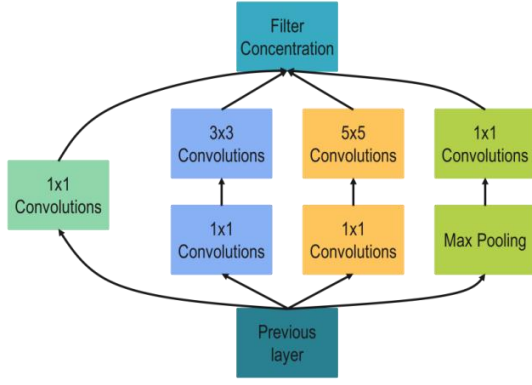 Filter
Concentration
3x3
Convolutions
5x5
Convolutions
1x1
Convolutions
1x1
Convolutions
1x1
Convolutions
1x1
Convolutions
Max Pooling
Previous
layer